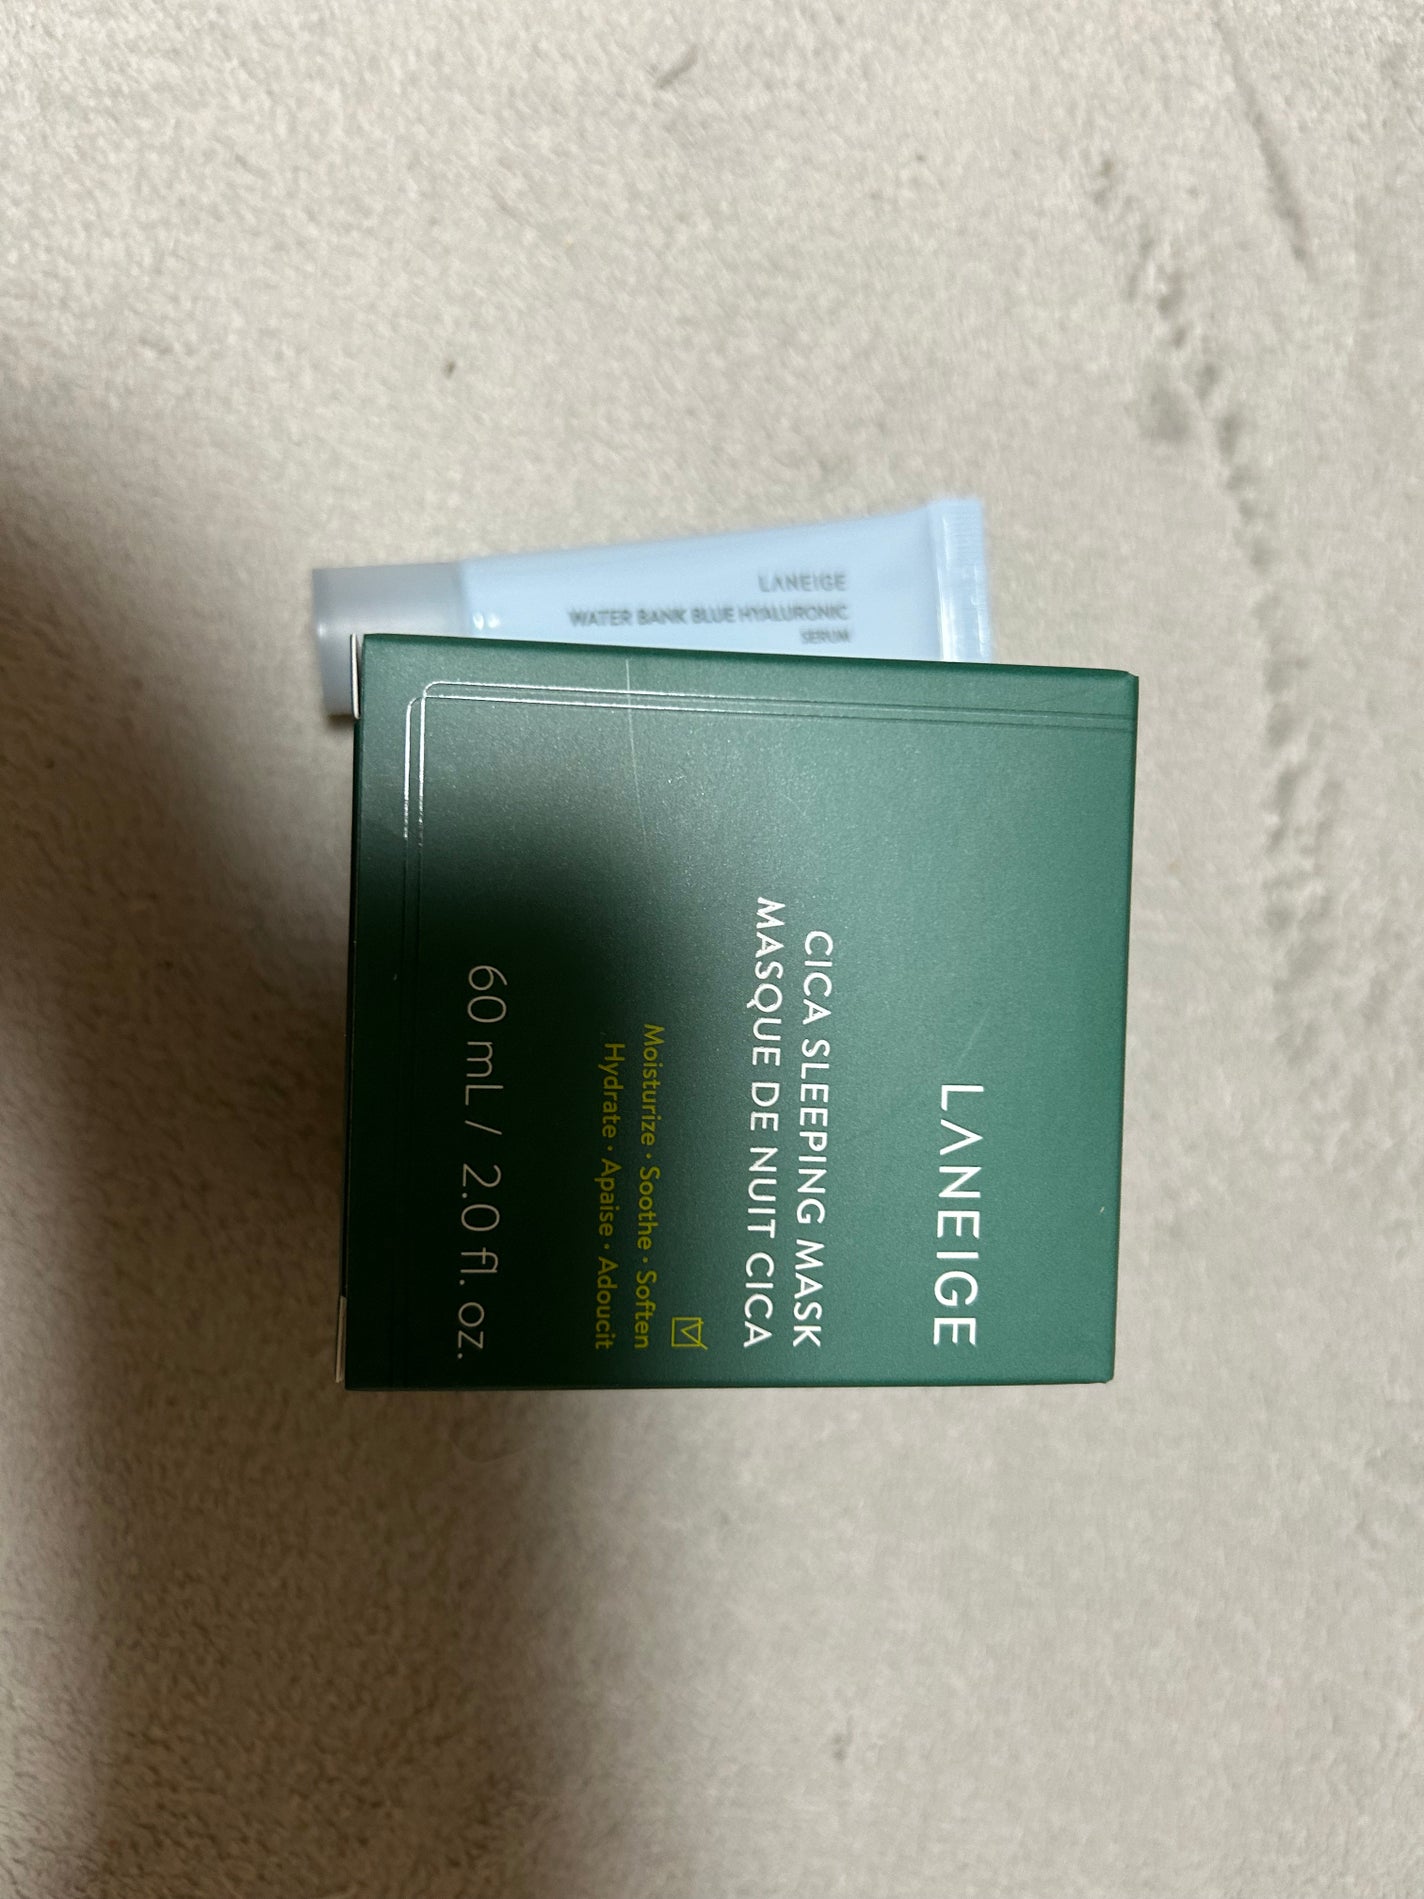 LANEIGE
WATER BANK BLUE HYALURONIC
SERUM
LANEIGE
CICA SLEEPING MASK
MASQUE DE NUIT CICA
Moisturize · Soothe · Soften
Hydrate · Apaise · Adoucit
60 mL / 2.0 fl. oz.